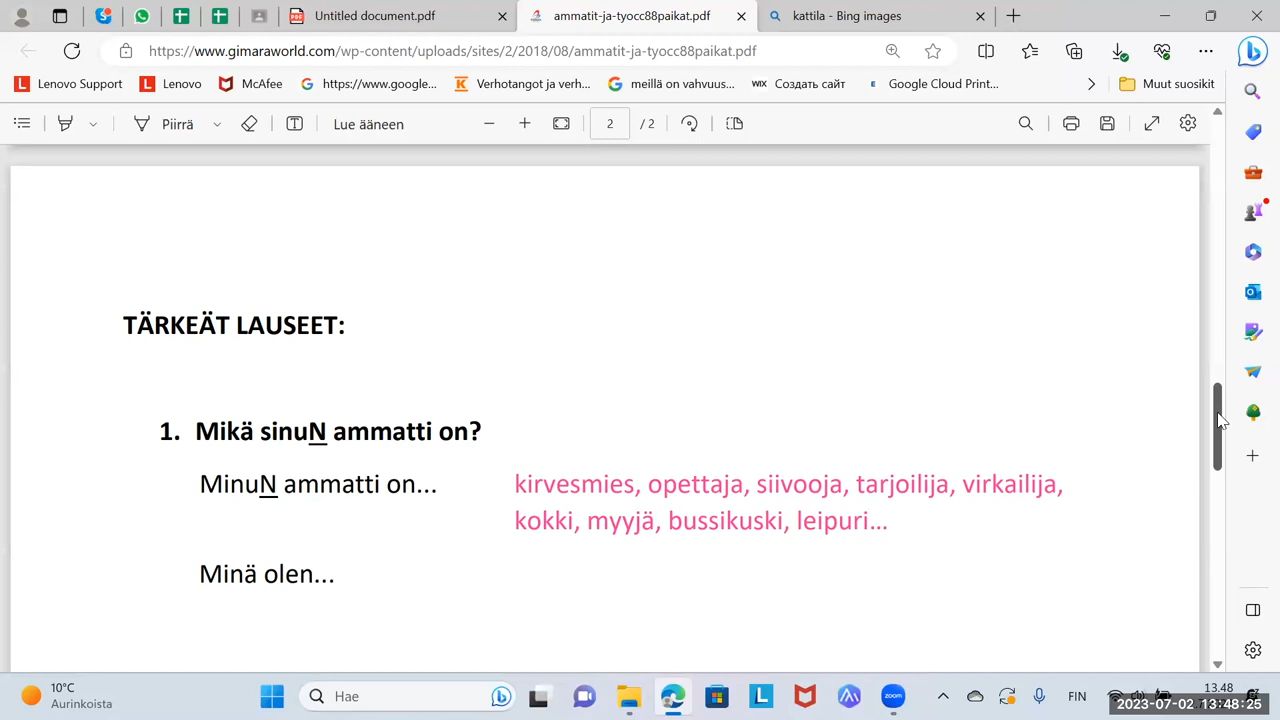 Untitled document.pdf
ammatit-ja-tyocc88paikat.pdf
kattila - Bing images
https://www.gimaraworld.com/wp-content/uploads/sites/2/2018/08/ammatit-ja-tyocc88paikat.pdf
Lenovo Support
Lenovo
McAfee
https://www.google...
Verhotangot ja verh...
meillä on vahvuus...
WIX Создать сайт
Google Cloud Print...
Muut suosikit
Piirrä
Lue ääneen
2 / 2
TÄRKEÄT LAUSEET:
1. Mikä sinuN ammatti on?
MinuN ammatti on... kirvesmies, opettaja, siivooja, tarjoilija, virkailija,
kokki, myyjä, bussikuski, leipuri...
Minä olen...
10°C
Aurinkoista
Hae
zoom
FIN
13.48
2023-07-02 13:48:25